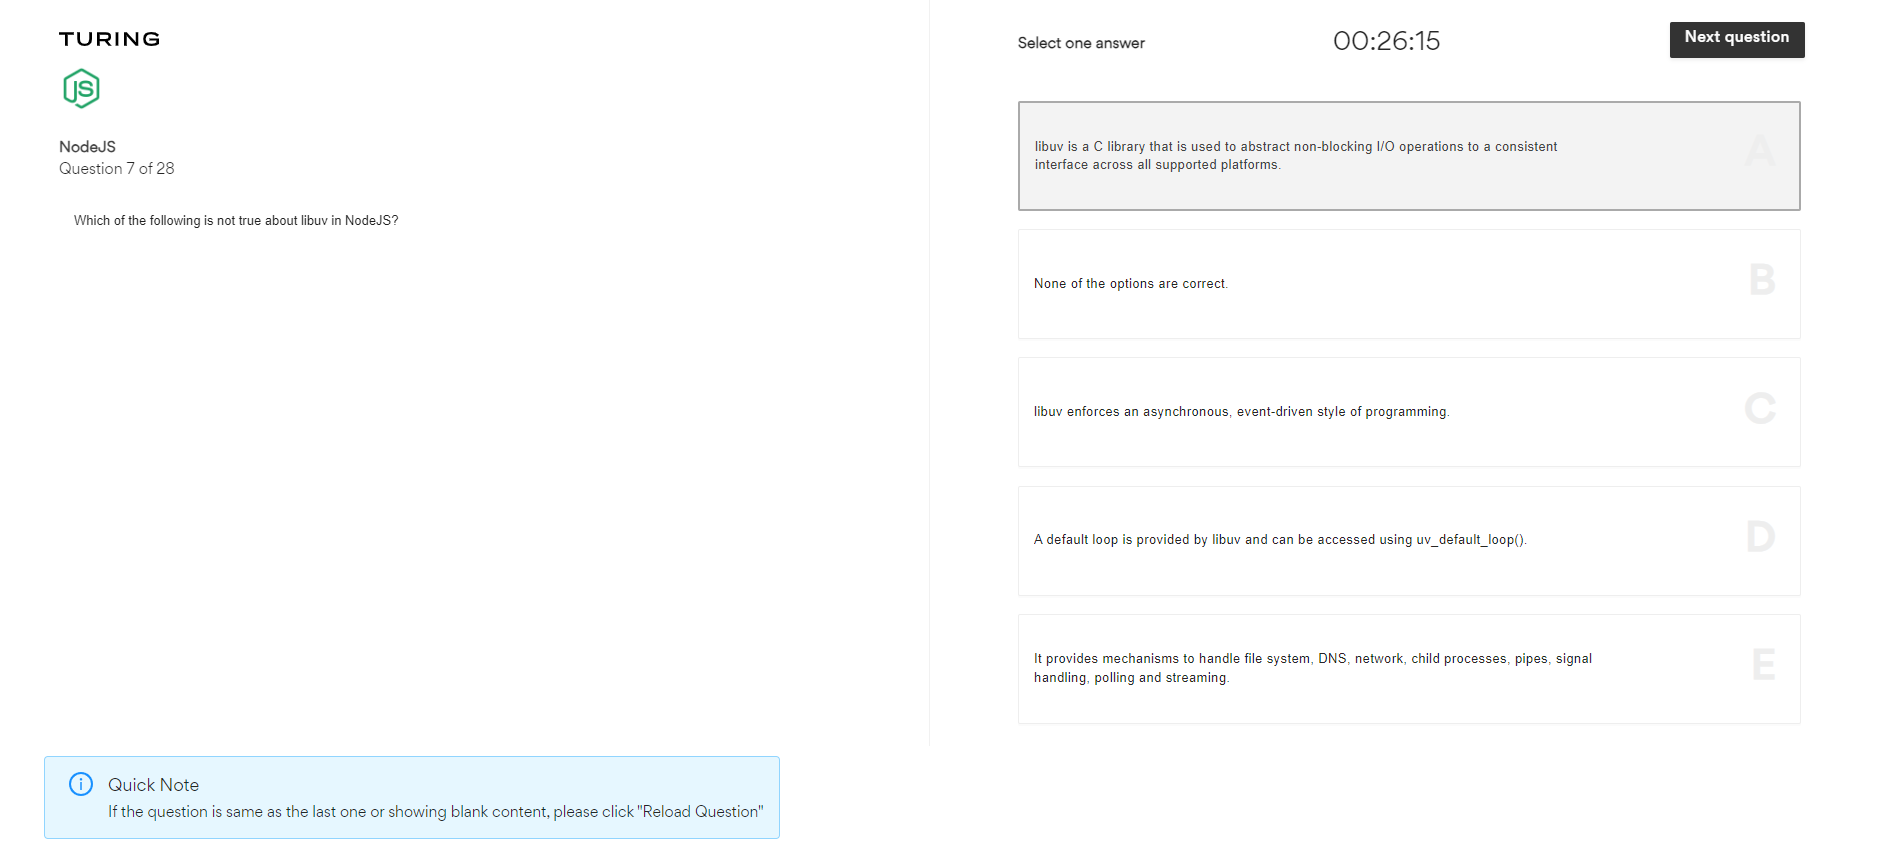 TURING
JS
NodeJS
Question 7 of 28
Which of the following is not true about libuv in NodeJS?
Select one answer
00:26:15
Next question
libuv is a C library that is used to abstract non-blocking I/O operations to a consistent
interface across all supported platforms.
A
None of the options are correct.
B
libuv enforces an asynchronous, event-driven style of programming.
C
A default loop is provided by libuv and can be accessed using uv_default_loop().
D
It provides mechanisms to handle file system, DNS, network, child processes, pipes, signal
handling, polling and streaming.
E
Quick Note
If the question is same as the last one or showing blank content, please click "Reload Question"